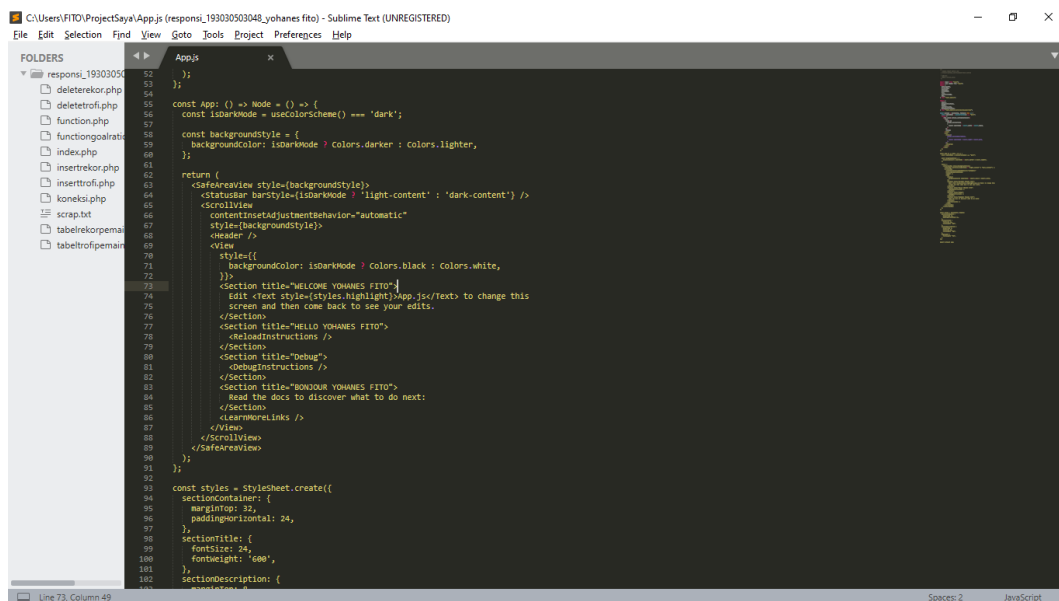 C:\Users\FITO\ProjectSaya\App.js (responsi_193030503048_yohanes fito) - Sublime Text (UNREGISTERED)
File Edit Selection Find View Goto Tools Project Preferences Help
FOLDERS
responsi_1930305
deleterekor.php
deletetrofi.php
function.php
functiongoalratio
index.php
insertrekor.php
inserttrofi.php
koneksi.php
scrap.txt
tabelrekorpemai
tabeltrofipemain
App.js ×
52 );
53 };
54
55 const App: () => Node = () => {
56 const isDarkMode = useColorScheme() === 'dark';
57
58 const backgroundStyle = {
59 backgroundColor: isDarkMode ? Colors.darker : Colors.lighter,
60 };
61
62 return (
63 <SafeAreaView style={backgroundStyle}>
64 <StatusBar barStyle={isDarkMode ? 'light-content' : 'dark-content'} />
65 <ScrollView
66 contentInsetAdjustmentBehavior="automatic"
67 style={backgroundStyle}>
68 <Header />
69 <View
70 style={{
71 backgroundColor: isDarkMode ? Colors.black : Colors.white,
72 }}>
73 <Section title="WELCOME YOHANES FITO">
74 Edit <Text style={styles.highlight}>App.js</Text> to change this
75 screen and then come back to see your edits.
76 </Section>
77 <Section title="HELLO YOHANES FITO">
78 <ReloadInstructions />
79 </Section>
80 <Section title="Debug">
81 <DebugInstructions />
82 </Section>
83 <Section title="BONJOUR YOHANES FITO">
84 Read the docs to discover what to do next:
85 </Section>
86 <LearnMoreLinks />
87 </View>
88 </ScrollView>
89 </SafeAreaView>
90 );
91 };
92
93 const styles = StyleSheet.create({
94 sectionContainer: {
95 marginTop: 32,
96 paddingHorizontal: 24,
97 },
98 sectionTitle: {
99 fontSize: 24,
100 fontWeight: '600',
101 },
102 sectionDescription: {
Line 73, Column 49
Spaces: 2
JavaScript